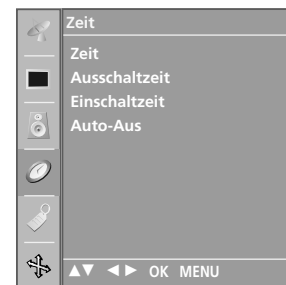 Zeit
Zeit
Ausschaltzeit
Einschaltzeit
Auto-Aus
▲▼ ◄► OK MENU